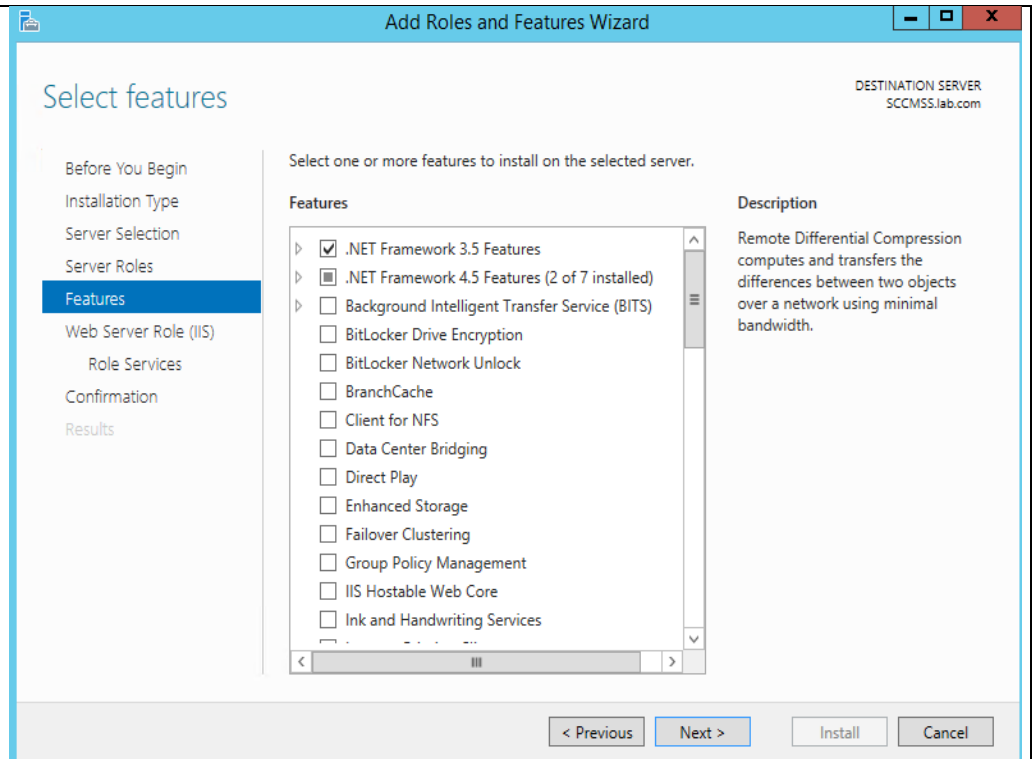 Add Roles and Features Wizard
X
Select features
DESTINATION SERVER
SCCMSS.lab.com
Before You Begin
Installation Type
Server Selection
Server Roles
Features
Web Server Role (IIS)
Role Services
Confirmation
Results
Select one or more features to install on the selected server.
Features
.NET Framework 3.5 Features
.NET Framework 4.5 Features (2 of 7 installed)
Background Intelligent Transfer Service (BITS)
BitLocker Drive Encryption
BitLocker Network Unlock
BranchCache
Client for NFS
Data Center Bridging
Direct Play
Enhanced Storage
Failover Clustering
Group Policy Management
IIS Hostable Web Core
Ink and Handwriting Services
Description
Remote Differential Compression
computes and transfers the
differences between two objects
over a network using minimal
bandwidth.
< Previous
Next >
Install
Cancel